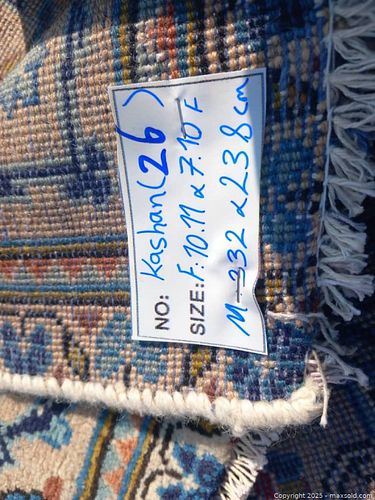 NO: Kashan (26)
SIZE: F: 10.11 x 7.10 F
M - 332 x 238 cm
Copyright 2025 - maxsold.com